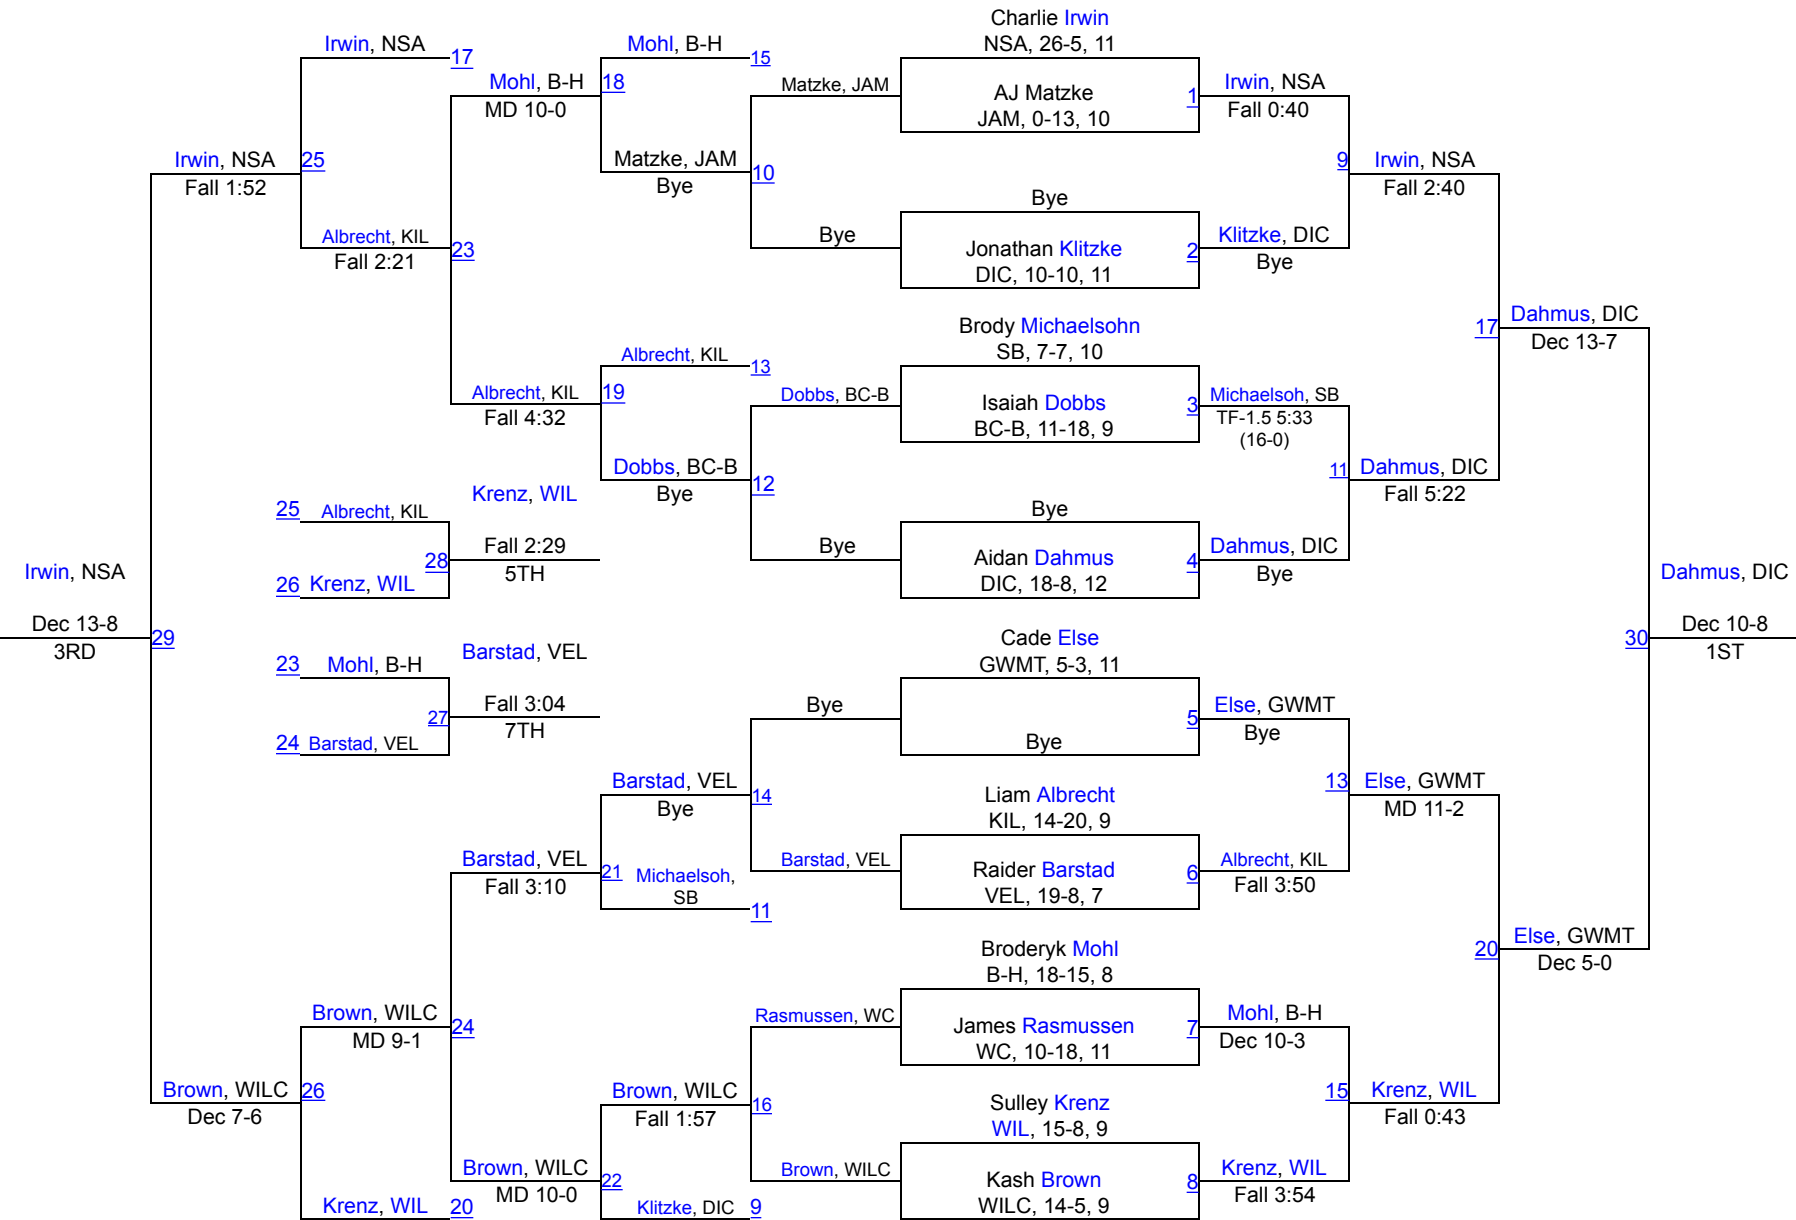 Charlie Irwin
NSA, 26-5, 11
Irwin, NSA
17
Mohl, B-H
15
Mohl, B-H
18
MD 10-0
Matzke, JAM
AJ Matzke
JAM, 0-13, 10
1
Irwin, NSA
Fall 0:40
Irwin, NSA
25
Fall 1:52
Matzke, JAM
10
Bye
9
Irwin, NSA
Fall 2:40
Bye
Albrecht, KIL
23
Fall 2:21
Bye
Jonathan Klitzke
DIC, 10-10, 11
2
Klitzke, DIC
Bye
Brody Michaelsohn
SB, 7-7, 10
17
Dahmus, DIC
Dec 13-7
Albrecht, KIL
13
Albrecht, KIL
19
Fall 4:32
Dobbs, BC-B
Isaiah Dobbs
BC-B, 11-18, 9
3
Michaelsoh, SB
TF-1.5 5:33
(16-0)
Dobbs, BC-B
12
Bye
11
Dahmus, DIC
Fall 5:22
25
Albrecht, KIL
Krenz, WIL
Bye
28
Fall 2:29
5TH
Bye
Aidan Dahmus
DIC, 18-8, 12
4
Dahmus, DIC
Bye
26
Krenz, WIL
Irwin, NSA
Dec 13-8
3RD
29
Dahmus, DIC
30
Dec 10-8
1ST
Cade Else
GWMT, 5-3, 11
23
Mohl, B-H
Barstad, VEL
27
Fall 3:04
7TH
24
Barstad, VEL
Bye
Bye
5
Else, GWMT
Bye
Barstad, VEL
14
Bye
Liam Albrecht
KIL, 14-20, 9
13
Else, GWMT
MD 11-2
Barstad, VEL
21
Fall 3:10
Michaelsoh,
SB
11
Barstad, VEL
Raider Barstad
VEL, 19-8, 7
6
Albrecht, KIL
Fall 3:50
Broderyk Mohl
B-H, 18-15, 8
20
Else, GWMT
Dec 5-0
Brown, WILC
24
MD 9-1
Rasmussen, WC
James Rasmussen
WC, 10-18, 11
7
Mohl, B-H
Dec 10-3
Brown, WILC
26
Dec 7-6
Brown, WILC
16
Fall 1:57
Sulley Krenz
WIL, 15-8, 9
15
Krenz, WIL
Fall 0:43
Brown, WILC
22
MD 10-0
Brown, WILC
Kash Brown
WILC, 14-5, 9
8
Krenz, WIL
Fall 3:54
Krenz, WIL
20
Klitzke, DIC
9